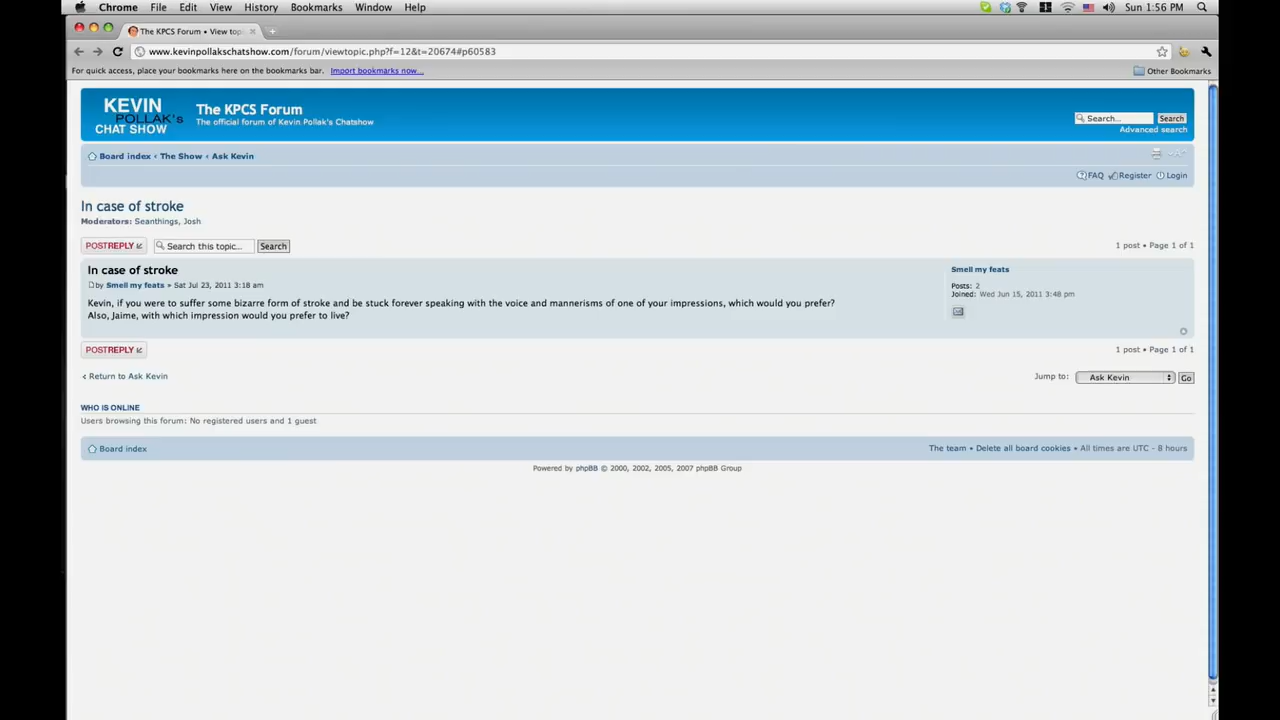 Chrome File Edit View History Bookmarks Window Help Sun 1:56 PM
The KPCS Forum • View top
www.kevinpollakschatshow.com/forum/viewtopic.php?f=12&t=20674#p60583
For quick access, place your bookmarks here on the bookmarks bar. Import bookmarks now... Other Bookmarks
KEVIN
POLLAK's
CHAT SHOW
The KPCS Forum
The official forum of Kevin Pollak's Chatshow
Search... Search
Advanced search
Board index ‹ The Show ‹ Ask Kevin
FAQ Register Login
In case of stroke
Moderators: Seanthings, Josh
POSTREPLY Search this topic... Search 1 post • Page 1 of 1
In case of stroke
by Smell my feats » Sat Jul 23, 2011 3:18 am
Kevin, if you were to suffer some bizarre form of stroke and be stuck forever speaking with the voice and mannerisms of one of your impressions, which would you prefer?
Also, Jaime, with which impression would you prefer to live?
Smell my feats
Posts: 2
Joined: Wed Jun 15, 2011 3:48 pm
POSTREPLY 1 post • Page 1 of 1
‹ Return to Ask Kevin Jump to: Ask Kevin Go
WHO IS ONLINE
Users browsing this forum: No registered users and 1 guest
Board index The team • Delete all board cookies • All times are UTC - 8 hours
Powered by phpBB © 2000, 2002, 2005, 2007 phpBB Group